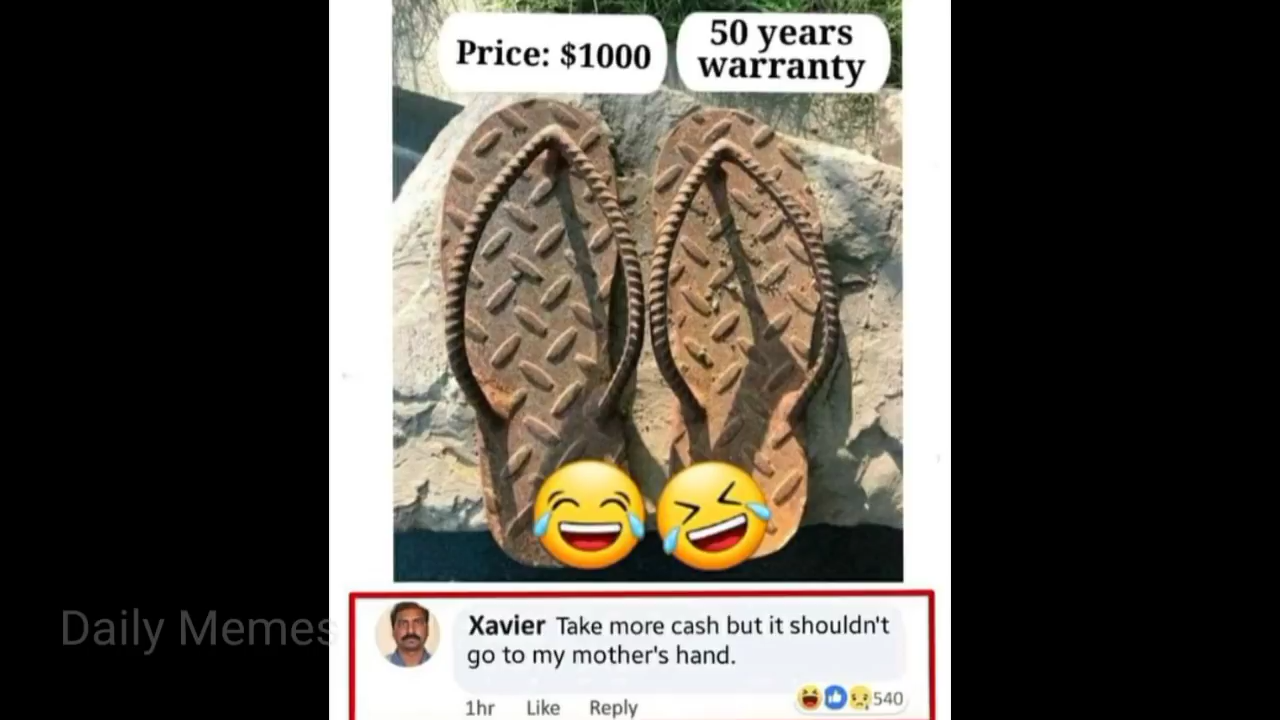 Price: $1000
50 years
warranty
Daily Memes
Xavier Take more cash but it shouldn't
go to my mother's hand.
1hr Like Reply
540